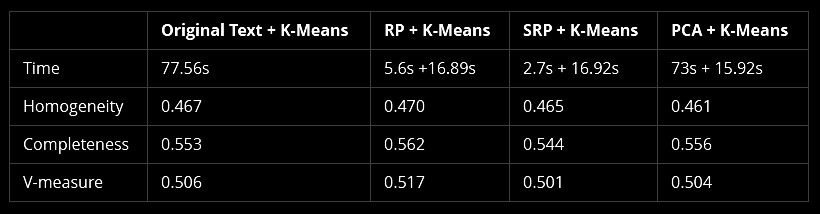 Original Text + K-Means RP + K-Means SRP + K-Means PCA + K-Means
Time 77.56s 5.6s +16.89s 2.7s + 16.92s 73s + 15.92s
Homogeneity 0.467 0.470 0.465 0.461
Completeness 0.553 0.562 0.544 0.556
V-measure 0.506 0.517 0.501 0.504